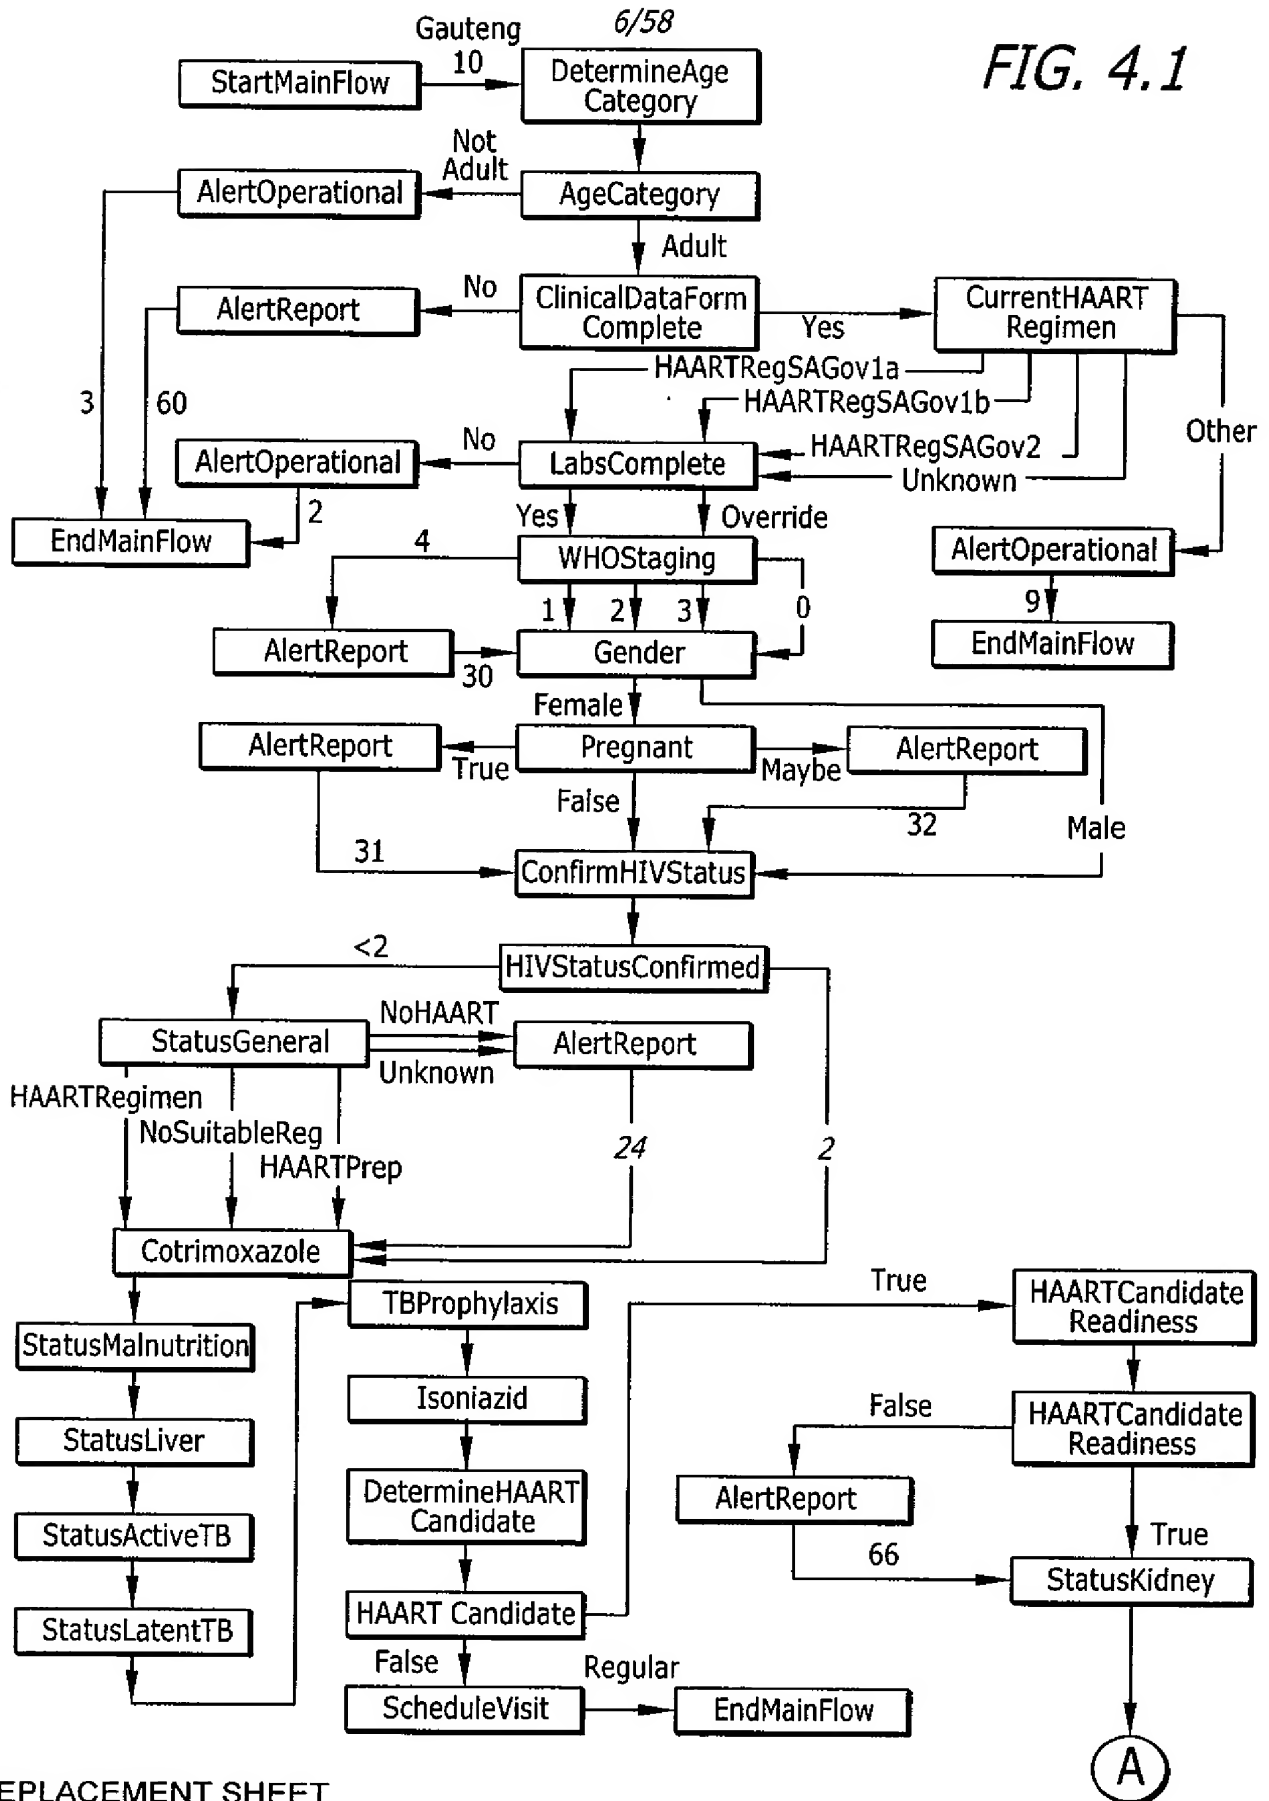 6/58
FIG. 4.1
Gauteng
10
StartMainFlow
DetermineAge
Category
Not
Adult
AlertOperational
AgeCategory
Adult
AlertReport
No
ClinicalDataForm
Complete
Yes
CurrentHAART
Regimen
HAARTRegSAGov1a
HAARTRegSAGov1b
3
60
Other
AlertOperational
No
LabsComplete
HAARTRegSAGov2
Unknown
2
Yes
Override
EndMainFlow
4
WHOStaging
AlertOperational
1
2
3
0
9
AlertReport
30
Gender
EndMainFlow
Female
AlertReport
True
Pregnant
Maybe
AlertReport
False
32
Male
31
ConfirmHIVStatus
<2
HIVStatusConfirmed
StatusGeneral
NoHAART
Unknown
AlertReport
HAARTRegimen
NoSuitableReg
HAARTPrep
24
2
Cotrimoxazole
True
TBProphylaxis
HAARTCandidate
Readiness
StatusMalnutrition
Isoniazid
False
HAARTCandidate
Readiness
StatusLiver
DetermineHAART
Candidate
AlertReport
StatusActiveTB
True
66
StatusKidney
HAART Candidate
StatusLatentTB
False
Regular
ScheduleVisit
EndMainFlow
A
EPLACEMENT SHEET